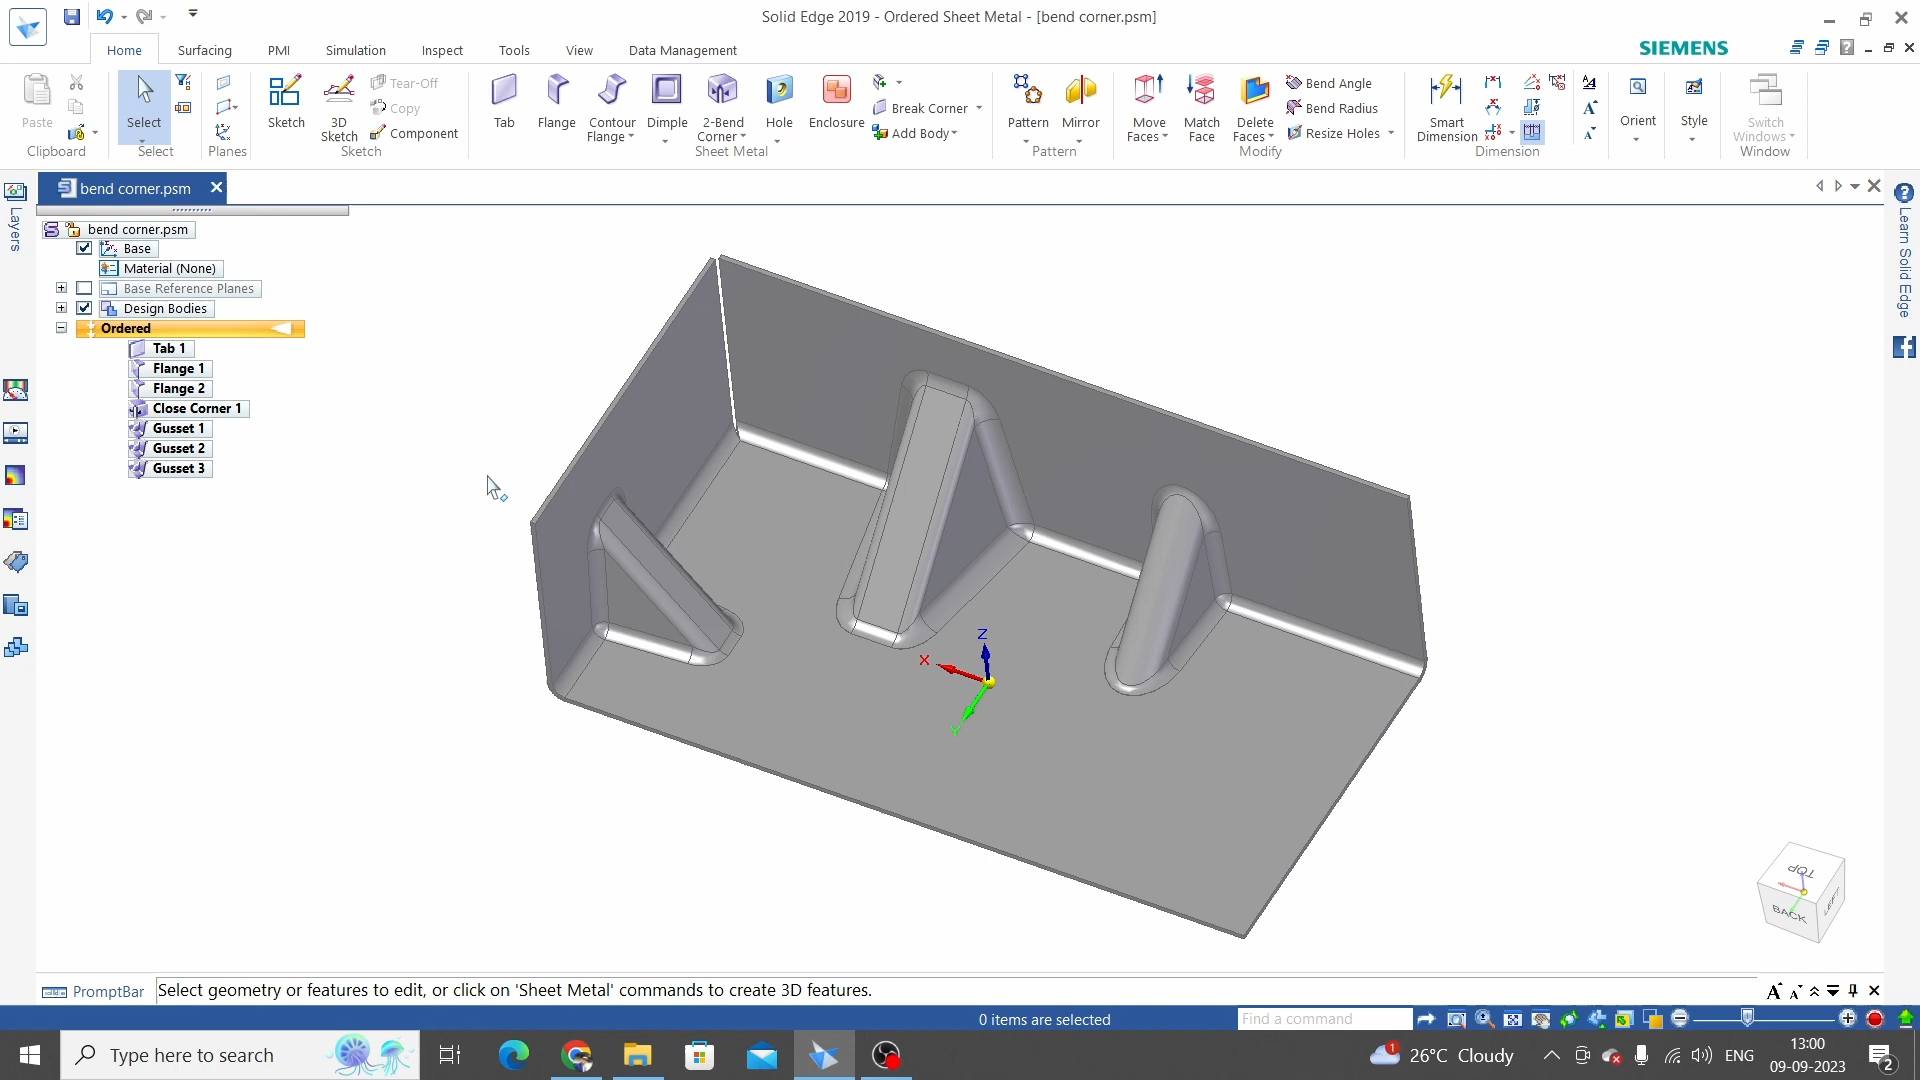 Solid Edge 2019 - Ordered Sheet Metal - [bend corner.psm]
Home Surfacing PMI Simulation Inspect Tools View Data Management
SIEMENS
Paste
Clipboard
Select
Select
Planes
Sketch
3D Sketch
Tear-Off
Copy
Component
Sketch
Tab
Flange
Contour Flange
Dimple
2-Bend Corner
Hole
Enclosure
Break Corner
Add Body
Sheet Metal
Pattern
Mirror
Pattern
Move Faces
Match Face
Delete Faces
Bend Angle
Bend Radius
Resize Holes
Modify
Smart Dimension
Dimension
Orient
Style
Switch Windows
Window
bend corner.psm
Layers
Learn Solid Edge
bend corner.psm
Base
Material (None)
Base Reference Planes
Design Bodies
Ordered
Tab 1
Flange 1
Flange 2
Close Corner 1
Gusset 1
Gusset 2
Gusset 3
Z
X
Y
TOP
BACK
LEFT
PromptBar
Select geometry or features to edit, or click on 'Sheet Metal' commands to create 3D features.
0 items are selected
Find a command
Type here to search
1
26°C Cloudy
ENG
13:00
09-09-2023
2